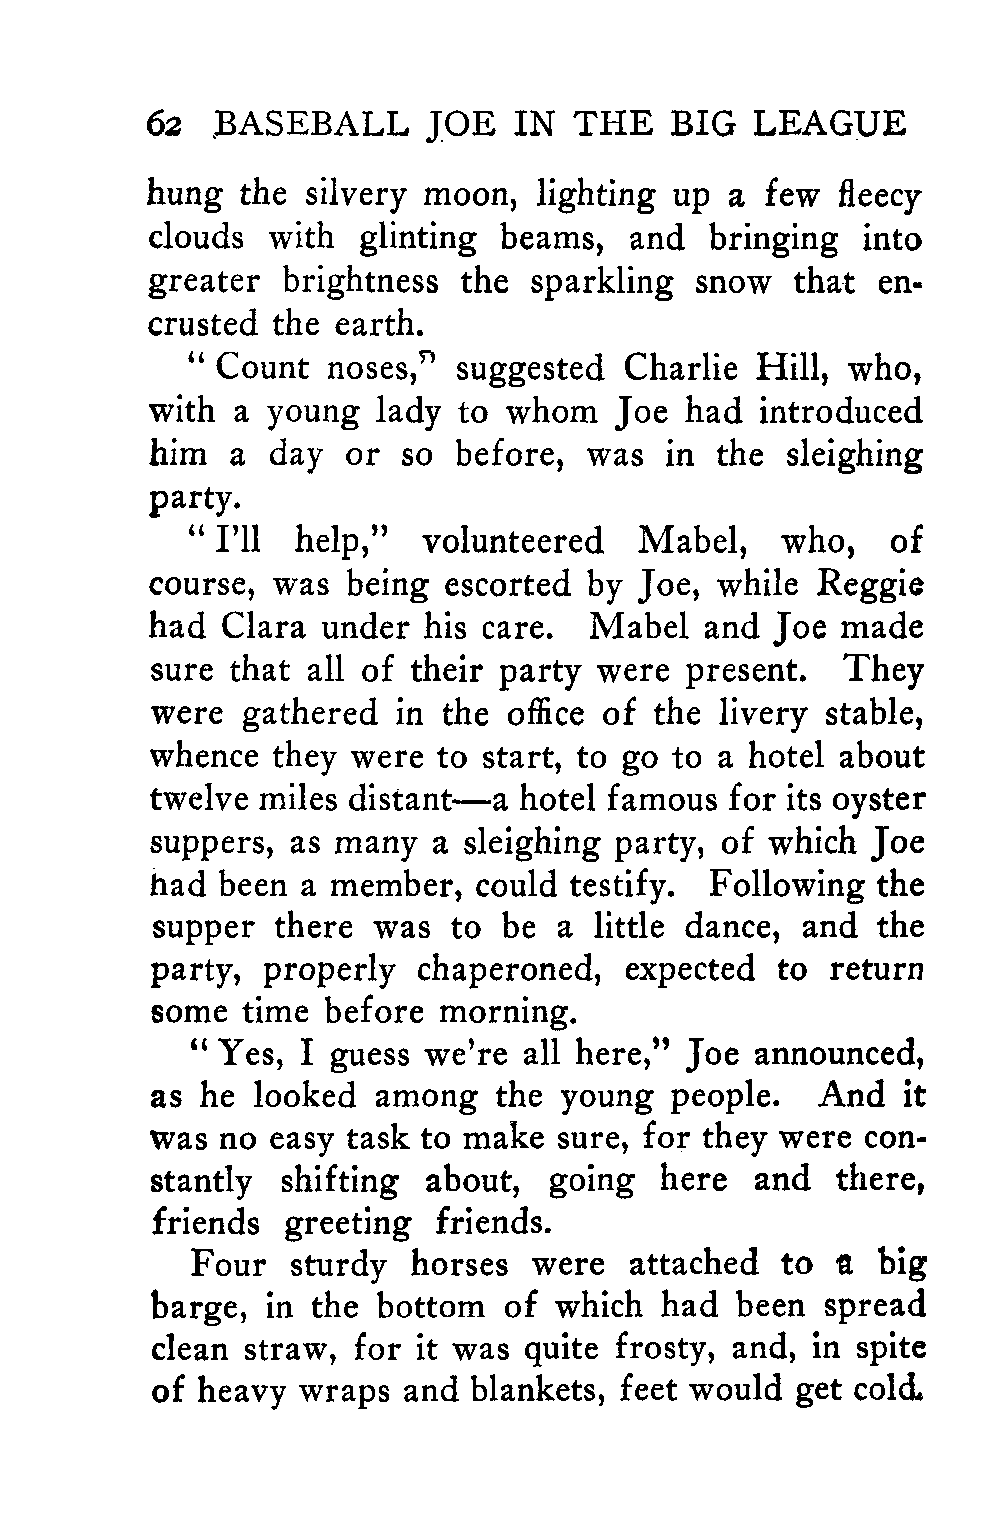 62 BASEBALL JOE IN THE BIG LEAGUE
hung the silvery moon, lighting up a few fleecy
clouds with glinting beams, and bringing into
greater brightness the sparkling snow that en-
crusted the earth.
“ Count noses,” suggested Charlie Hill, who,
with a young lady to whom Joe had introduced
him a day or so before, was in the sleighing
party.
“ I’ll help,” volunteered Mabel, who, of
course, was being escorted by Joe, while Reggie
had Clara under his care. Mabel and Joe made
sure that all of their party were present. They
were gathered in the office of the livery stable,
whence they were to start, to go to a hotel about
twelve miles distant—a hotel famous for its oyster
suppers, as many a sleighing party, of which Joe
had been a member, could testify. Following the
supper there was to be a little dance, and the
party, properly chaperoned, expected to return
some time before morning.
“ Yes, I guess we’re all here,” Joe announced,
as he looked among the young people. And it
was no easy task to make sure, for they were con-
stantly shifting about, going here and there,
friends greeting friends.
Four sturdy horses were attached to a big
barge, in the bottom of which had been spread
clean straw, for it was quite frosty, and, in spite
of heavy wraps and blankets, feet would get cold.